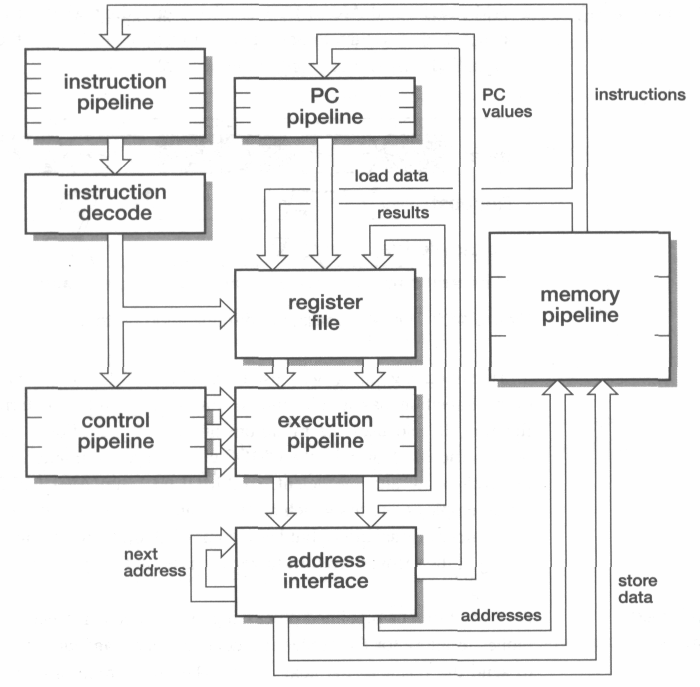 instruction
pipeline
PC
pipeline
PC
values
instructions
instruction
decode
load data
results
register
file
memory
pipeline
control
pipeline
execution
pipeline
next
address
address
interface
addresses
store
data